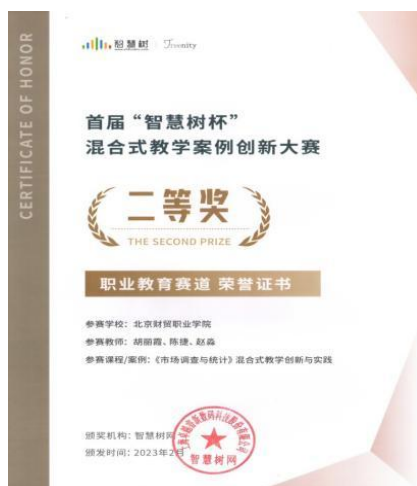 CERTIFICATE OF HONOR
智慧树 Treenity
首届“智慧树杯”
混合式教学案例创新大赛
二等奖
THE SECOND PRIZE
职业教育赛道 荣誉证书
参赛学校：北京财贸职业学院
参赛教师：胡丽霞、陈捷、赵淼
参赛课程/案例：《市场调查与统计》混合式教学创新与实践
颁奖机构：智慧树网
颁发时间：2023年2月
智慧树网